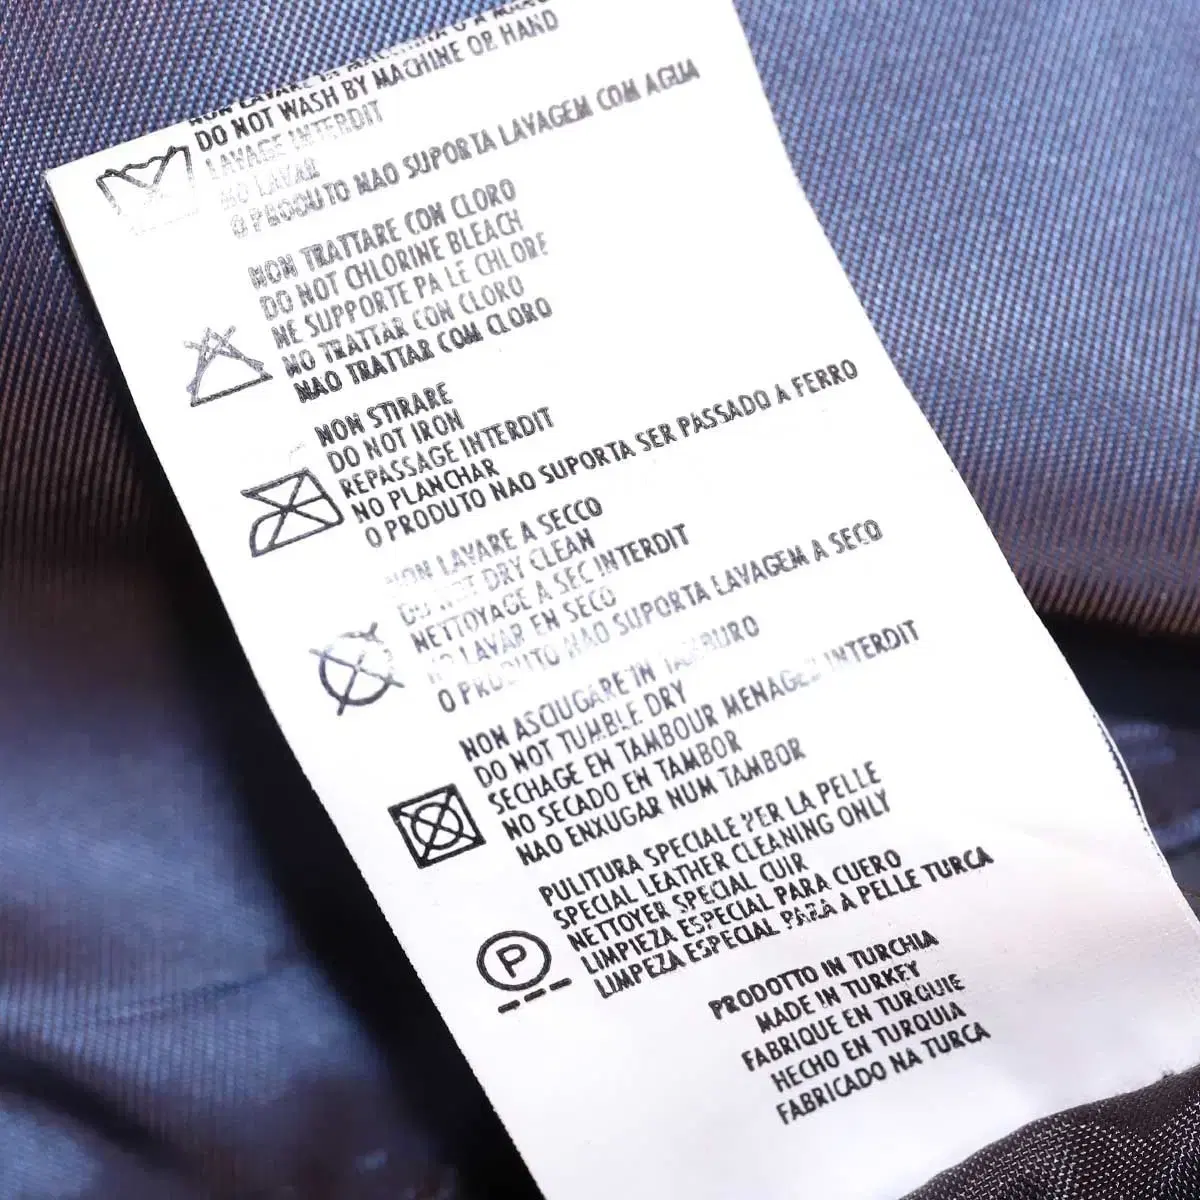 DO NOT WASH BY MACHINE OR HAND
LAVAGE INTERDIT
NO LAVAR
O PRODUTO NAO SUPORTA LAVAGEM COM AGUA
NON TRATTARE CON CLORO
DO NOT CHLORINE BLEACH
NE SUPPORTE PA LE CHLORE
NO TRATTAR CON CLORO
NAO TRATTAR COM CLORO
NON STIRARE
DO NOT IRON
REPASSAGE INTERDIT
NO PLANCHAR
O PRODUTO NAO SUPORTA SER PASSADO A FERRO
NON LAVARE A SECCO
DO NOT DRY CLEAN
NETTOYAGE A SEC INTERDIT
NO LAVAR EN SECO
O PRODUTO NAO SUPORTA LAVAGEM A SECO
NON ASCIUGARE IN TAMBURO
DO NOT TUMBLE DRY
SECHAGE EN TAMBOUR MENAGES INTERDIT
NO SECADO EN TAMBOR
NAO ENXUGAR NUM TAMBOR
PULITURA SPECIALE PER LA PELLE
SPECIAL LEATHER CLEANING ONLY
NETTOYER SPECIAL CUIR
LIMPIEZA ESPECIAL PARA CUERO
LIMPEZA ESPECIAL PARA A PELLE TURCA
P
PRODOTTO IN TURCHIA
MADE IN TURKEY
FABRIQUE EN TURQUIE
HECHO EN TURQUIA
FABRICADO NA TURCA